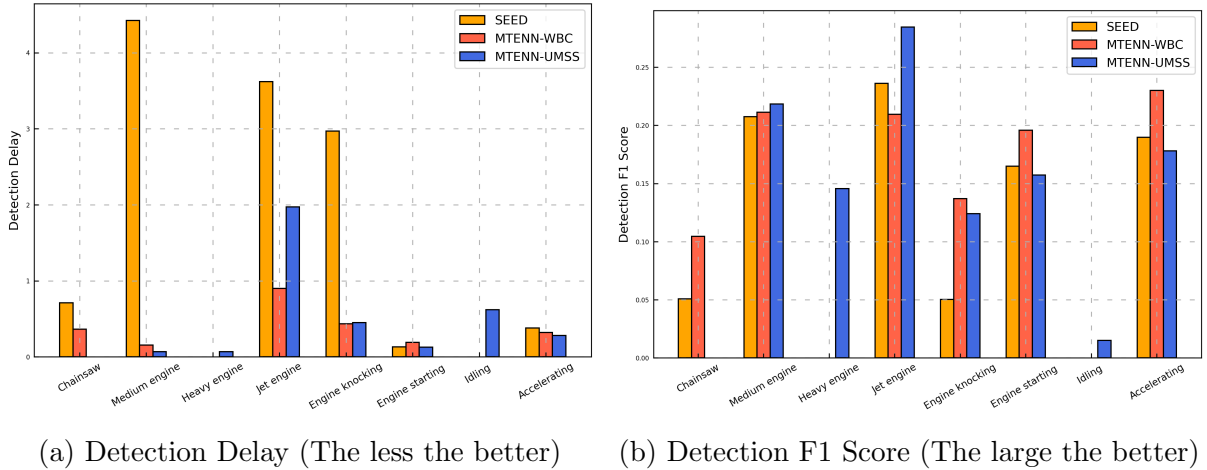 SEED
MTENN-WBC
MTENN-UMSS
Detection Delay
4
3
2
1
0
Chainsaw
Medium engine
Heavy engine
Jet engine
Engine knocking
Engine starting
Idling
Accelerating
(a) Detection Delay (The less the better)
SEED
MTENN-WBC
MTENN-UMSS
Detection F1 Score
0.25
0.20
0.15
0.10
0.05
0.00
Chainsaw
Medium engine
Heavy engine
Jet engine
Engine knocking
Engine starting
Idling
Accelerating
(b) Detection F1 Score (The large the better)